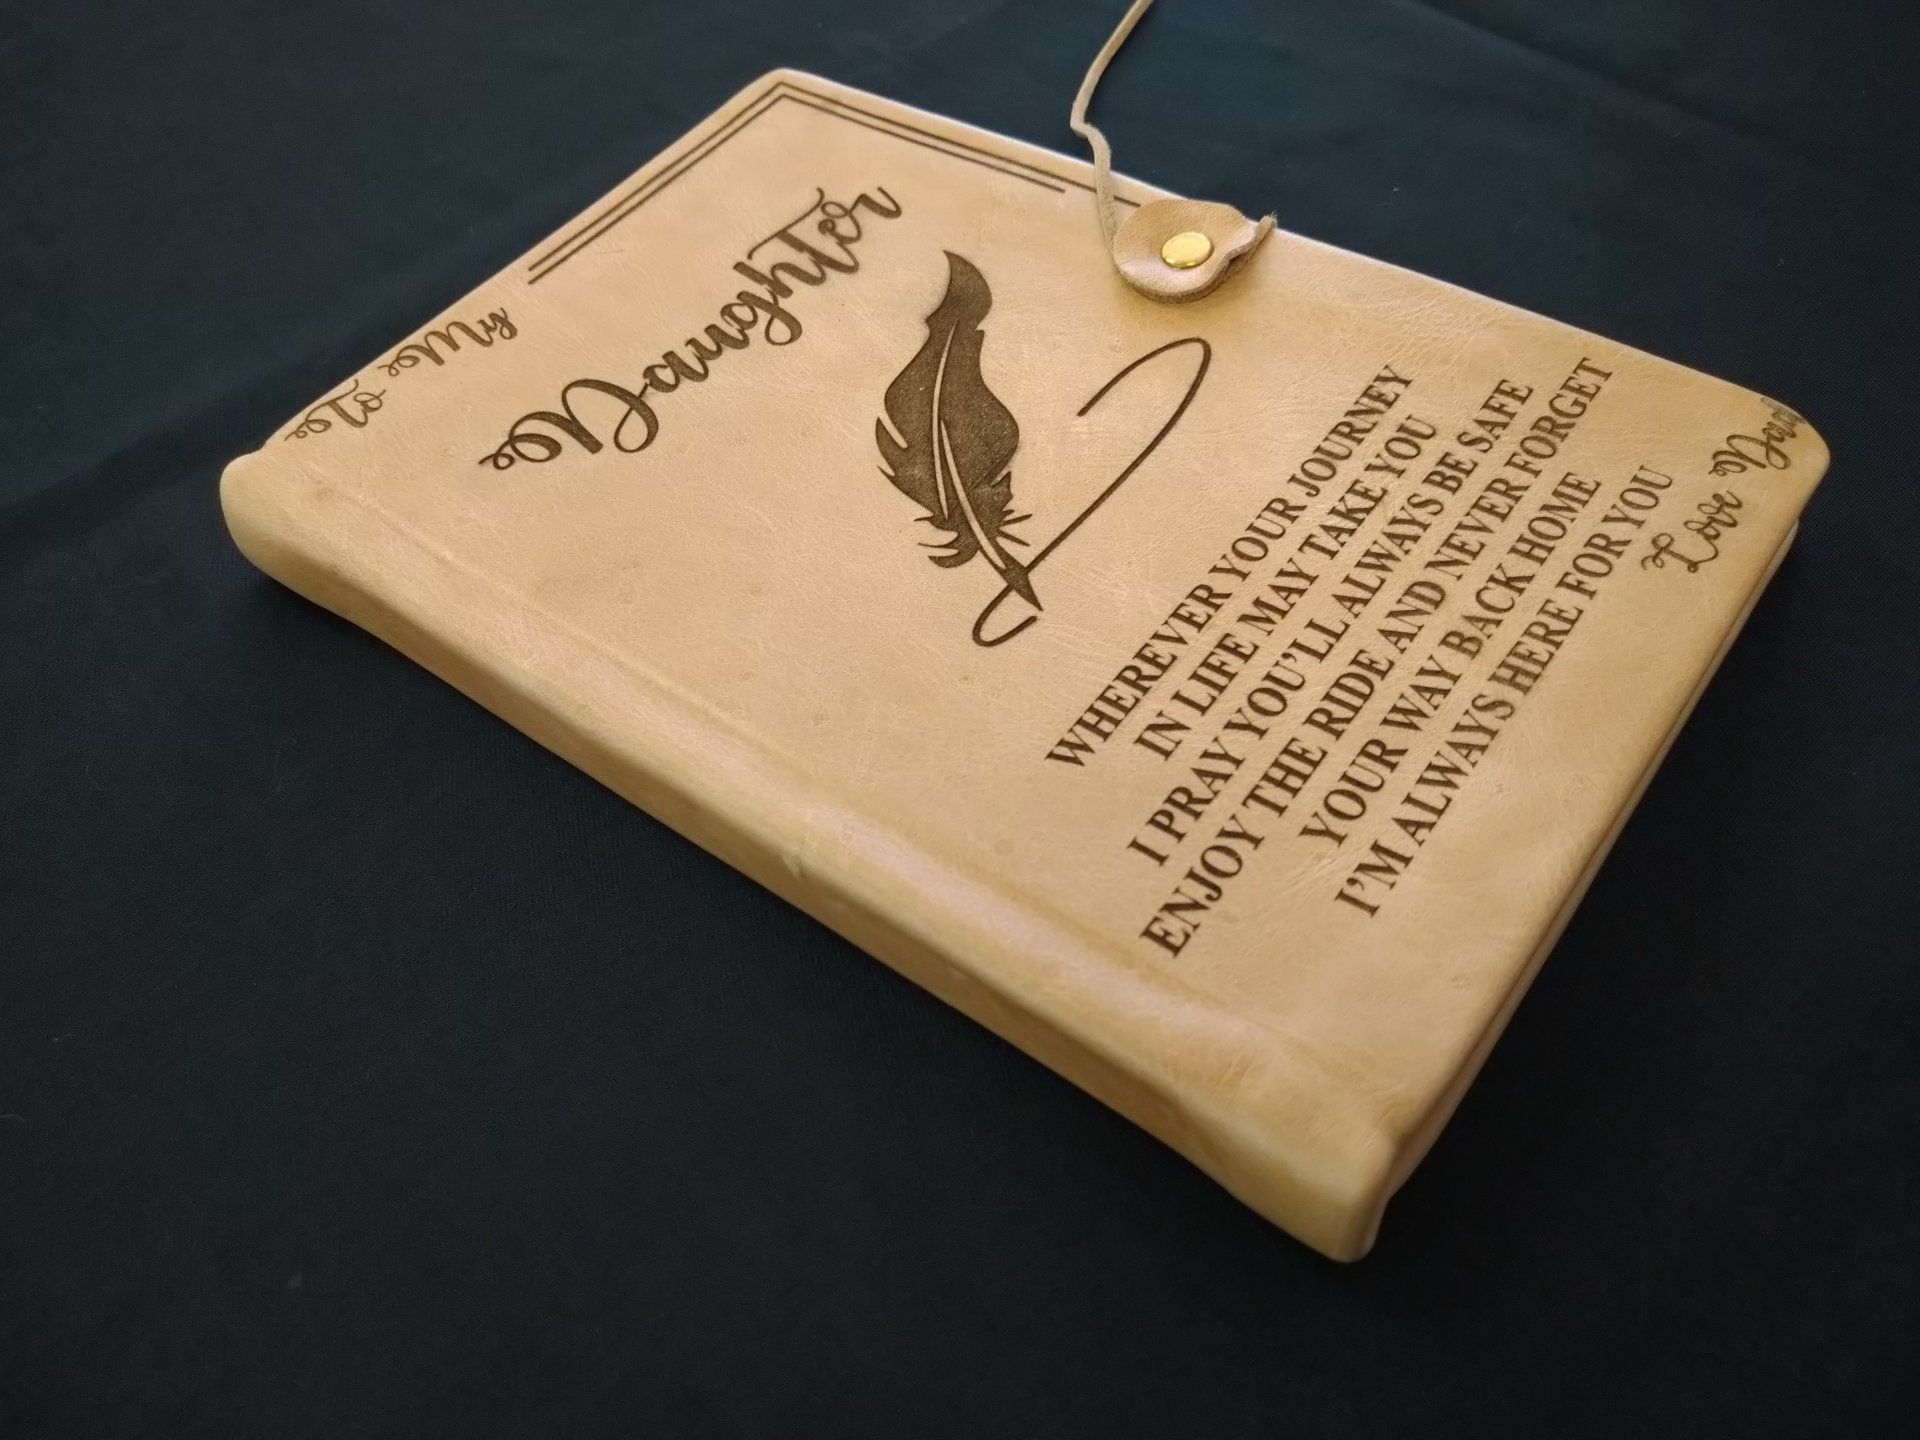 To My
Daughter
WHEREVER YOUR JOURNEY
IN LIFE MAY TAKE YOU
I PRAY YOU'LL ALWAYS BE SAFE
ENJOY THE RIDE AND NEVER FORGET
YOUR WAY BACK HOME
I'M ALWAYS HERE FOR YOU
Love Dad